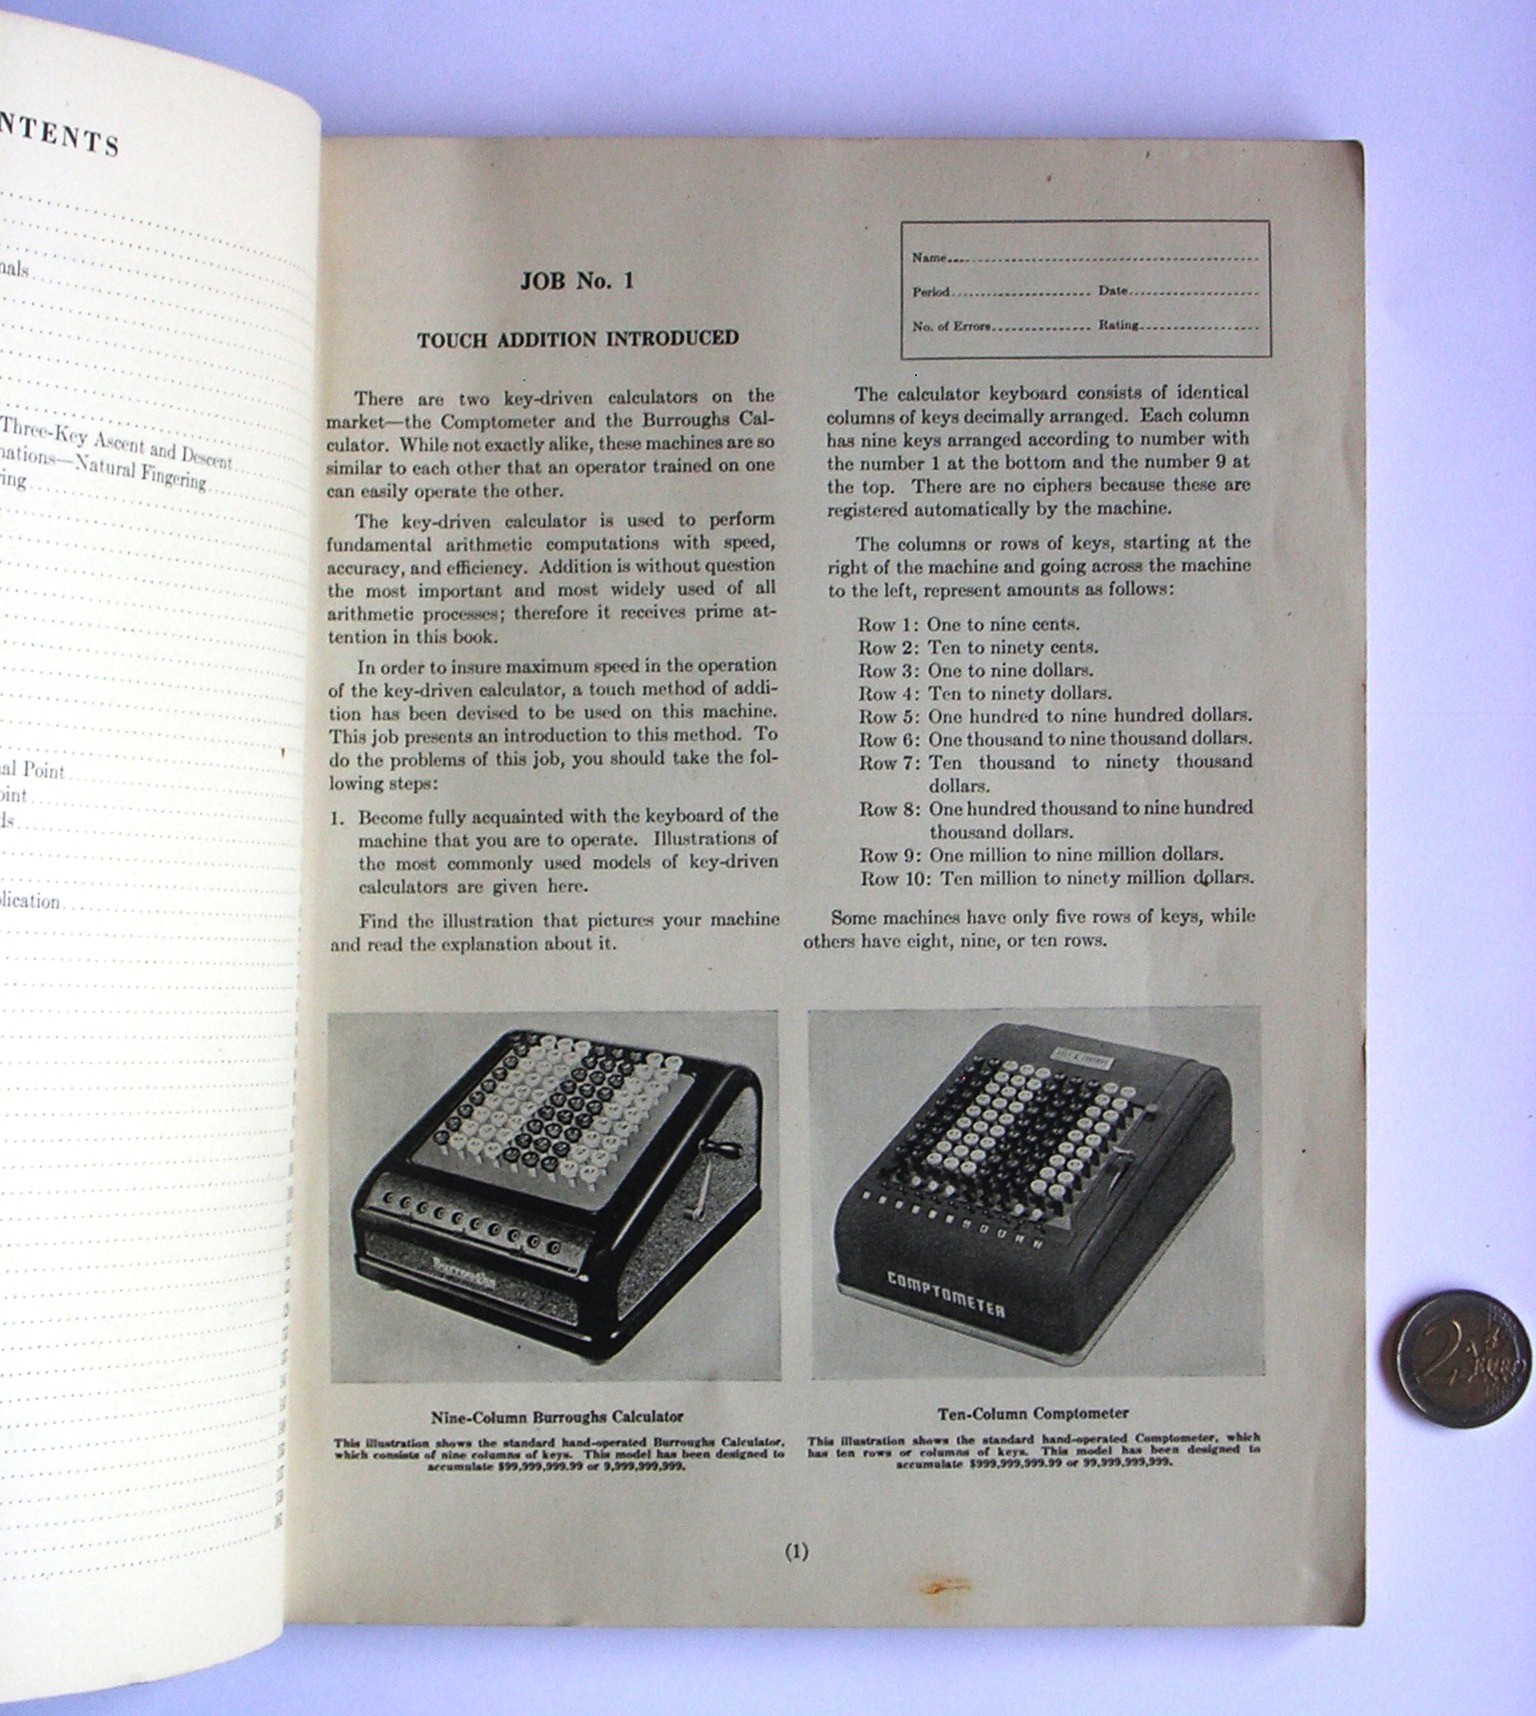 NTENTS
nals
Three-Key Ascent and Descent
nations—Natural Fingering
ring
al Point
oint
ds
lication
Name
Period Date
No. of Errors Rating
JOB No. 1
TOUCH ADDITION INTRODUCED
There are two key-driven calculators on the
market—the Comptometer and the Burroughs Cal-
culator. While not exactly alike, these machines are so
similar to each other that an operator trained on one
can easily operate the other.
The key-driven calculator is used to perform
fundamental arithmetic computations with speed,
accuracy, and efficiency. Addition is without question
the most important and most widely used of all
arithmetic processes; therefore it receives prime at-
tention in this book.
In order to insure maximum speed in the operation
of the key-driven calculator, a touch method of addi-
tion has been devised to be used on this machine.
This job presents an introduction to this method. To
do the problems of this job, you should take the fol-
lowing steps:
1. Become fully acquainted with the keyboard of the
machine that you are to operate. Illustrations of
the most commonly used models of key-driven
calculators are given here.
Find the illustration that pictures your machine
and read the explanation about it.
The calculator keyboard consists of identical
columns of keys decimally arranged. Each column
has nine keys arranged according to number with
the number 1 at the bottom and the number 9 at
the top. There are no ciphers because these are
registered automatically by the machine.
The columns or rows of keys, starting at the
right of the machine and going across the machine
to the left, represent amounts as follows:
Row 1: One to nine cents.
Row 2: Ten to ninety cents.
Row 3: One to nine dollars.
Row 4: Ten to ninety dollars.
Row 5: One hundred to nine hundred dollars.
Row 6: One thousand to nine thousand dollars.
Row 7: Ten thousand to ninety thousand
dollars.
Row 8: One hundred thousand to nine hundred
thousand dollars.
Row 9: One million to nine million dollars.
Row 10: Ten million to ninety million dollars.
Some machines have only five rows of keys, while
others have eight, nine, or ten rows.
Burroughs
COMPTOMETER
Nine-Column Burroughs Calculator
This illustration shows the standard hand-operated Burroughs Calculator,
which consists of nine columns of keys. This model has been designed to
accumulate $99,999,999.99 or 9,999,999,999.
Ten-Column Comptometer
This illustration shows the standard hand-operated Comptometer, which
has ten rows or columns of keys. This model has been designed to
accumulate $999,999,999.99 or 99,999,999,999.
(1)
2 EURO